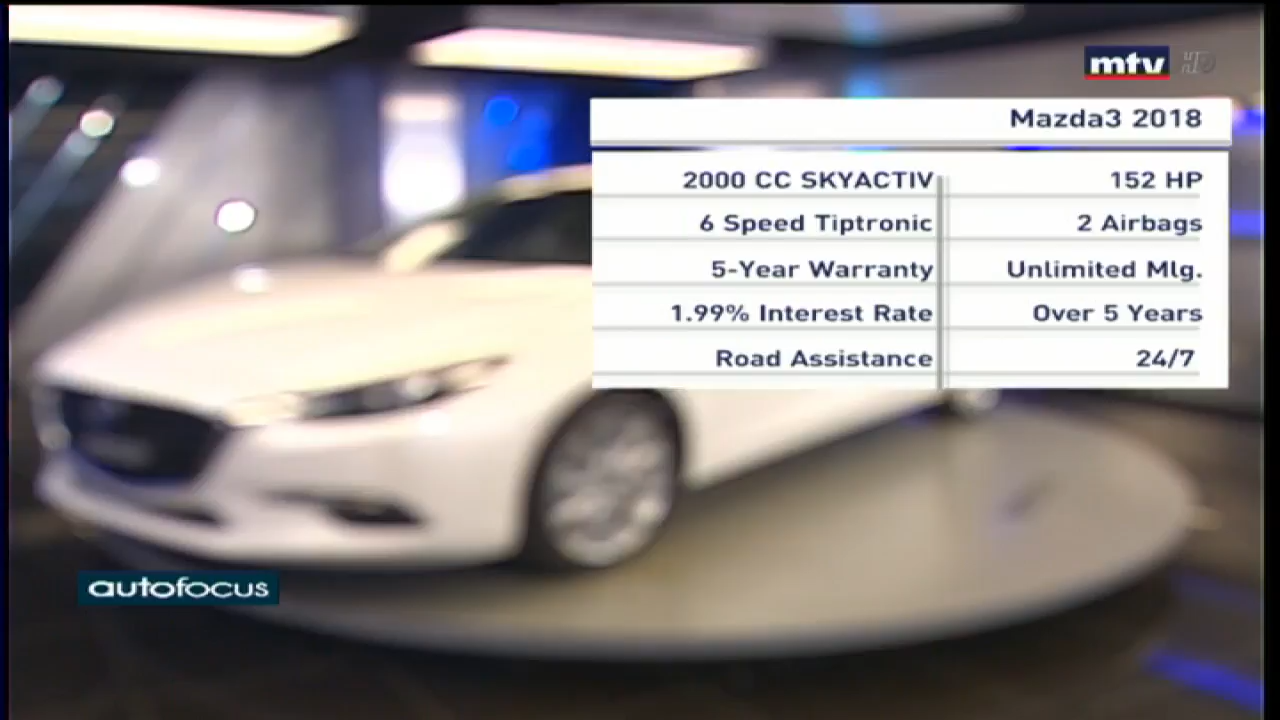 mtv HD
Mazda3 2018
2000 CC SKYACTIV 152 HP
6 Speed Tiptronic 2 Airbags
5-Year Warranty Unlimited Mlg.
1.99% Interest Rate Over 5 Years
Road Assistance 24/7
autofocus